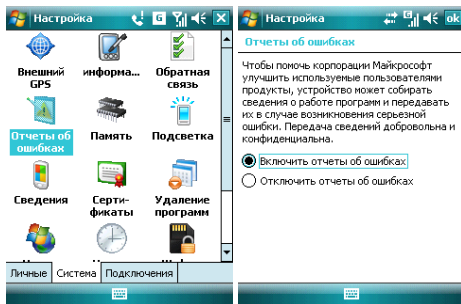 Настройка
G
Внешний GPS
информа...
Обратная связь
Отчеты об ошибках
Память
Подсветка
Сведения
Серти-фикаты
Удаление программ
Личные Система Подключения
Настройка
ok
Отчеты об ошибках
Чтобы помочь корпорации Майкрософт
улучшить используемые пользователями
продукты, устройство может собирать
сведения о работе программ и передавать
их в случае возникновения серьезной
ошибки. Передача сведений добровольна и
конфиденциальна.
Включить отчеты об ошибках
Отключить отчеты об ошибках